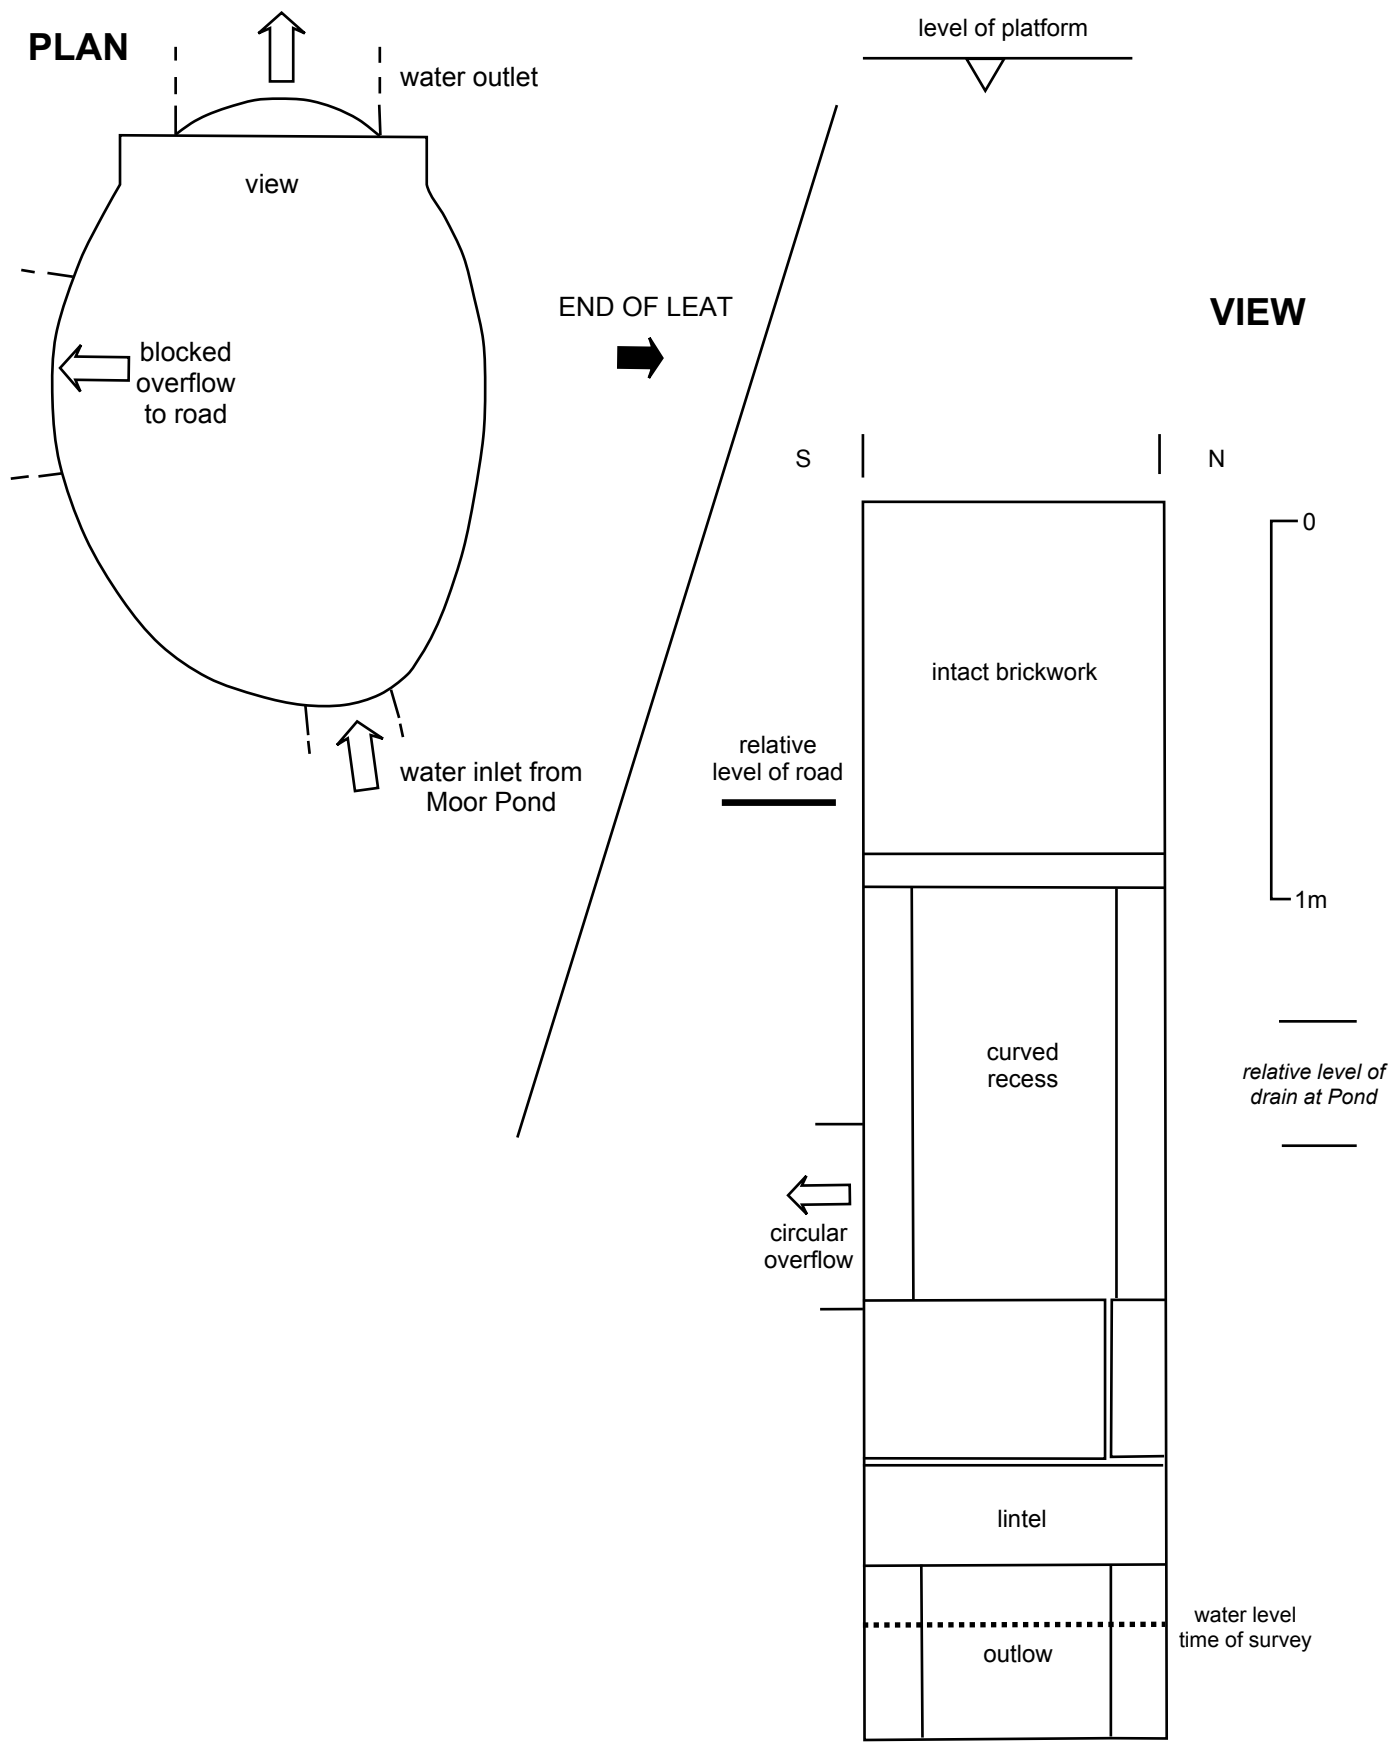 PLAN
water outlet
view
blocked
overflow
to road
water inlet from
Moor Pond
END OF LEAT
level of platform
VIEW
S
N
0
1m
intact brickwork
relative
level of road
curved
recess
relative level of
drain at Pond
circular
overflow
lintel
water level
time of survey
outlow